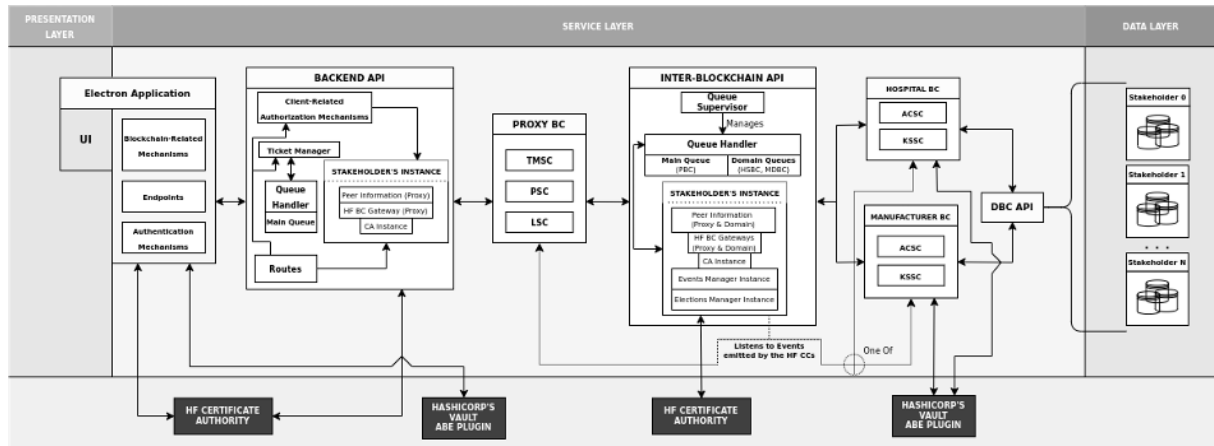 PRESENTATION
LAYER
SERVICE LAYER
DATA LAYER
Electron Application
UI
Blockchain-Related
Mechanisms
Endpoints
Authentication
Mechanisms
BACKEND API
Client-Related
Authorization Mechanisms
Ticket Manager
Queue
Handler
Main Queue
STAKEHOLDER'S INSTANCE
Peer Information (Proxy)
HF BC Gateway (Proxy)
CA Instance
Routes
PROXY BC
TMSC
PSC
LSC
INTER-BLOCKCHAIN API
Queue
Supervisor
Manages
Queue Handler
Main Queue
(PBC)
Domain Queues
(HSBC, MDBC)
STAKEHOLDER'S INSTANCE
Peer Information
(Proxy & Domain)
HF BC Gateways
(Proxy & Domain)
CA Instance
Events Manager Instance
Elections Manager Instance
Listens to Events
emitted by the HF CCs
One Of
HOSPITAL BC
ACSC
KSSC
MANUFACTURER BC
ACSC
KSSC
DBC API
Stakeholder 0
Stakeholder 1
. . .
Stakeholder N
HF CERTIFICATE
AUTHORITY
HASHICORP'S
VAULT
ABE PLUGIN
HF CERTIFICATE
AUTHORITY
HASHICORP'S
VAULT
ABE PLUGIN